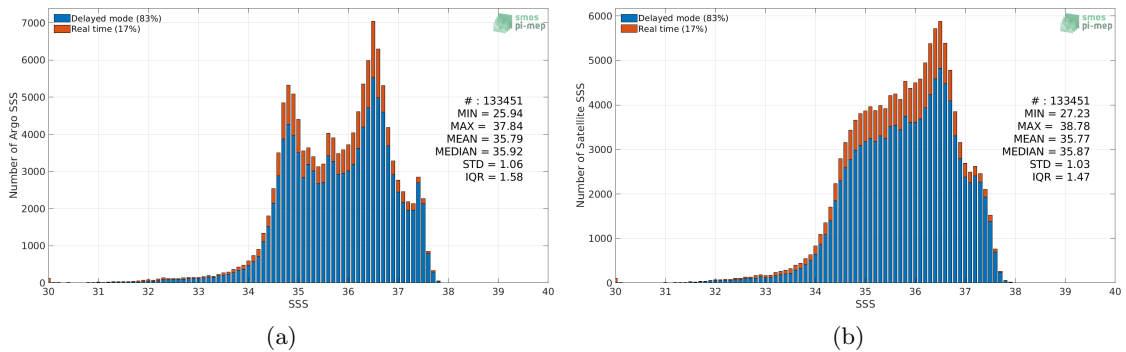 Delayed mode (83%)
Real time (17%)
smos
pi-mep
7000
6000
5000
4000
3000
2000
1000
0
Number of Argo SSS
# : 133451
MIN = 25.94
MAX = 37.84
MEAN = 35.79
MEDIAN = 35.92
STD = 1.06
IQR = 1.58
30 31 32 33 34 35 36 37 38 39 40
SSS
(a)
Delayed mode (83%)
Real time (17%)
smos
pi-mep
6000
5000
4000
3000
2000
1000
0
Number of Satellite SSS
# : 133451
MIN = 27.23
MAX = 38.78
MEAN = 35.77
MEDIAN = 35.87
STD = 1.03
IQR = 1.47
30 31 32 33 34 35 36 37 38 39 40
SSS
(b)